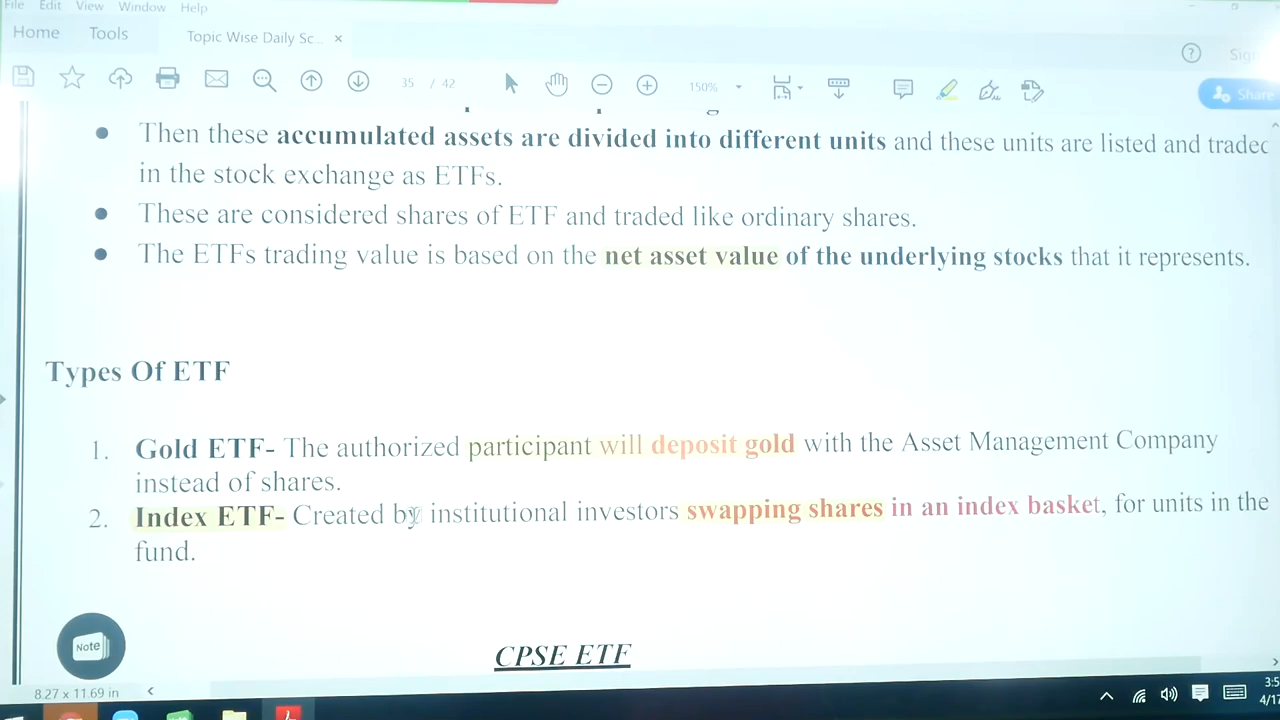 File Edit View Window Help
Home Tools Topic Wise Daily Sc... ×
35 / 42 150% Share
Then these accumulated assets are divided into different units and these units are listed and traded
in the stock exchange as ETFs.
These are considered shares of ETF and traded like ordinary shares.
The ETFs trading value is based on the net asset value of the underlying stocks that it represents.
Types Of ETF
1. Gold ETF- The authorized participant will deposit gold with the Asset Management Company
instead of shares.
2. Index ETF- Created by institutional investors swapping shares in an index basket, for units in the
fund.
Note
CPSE ETF
8.27 x 11.69 in